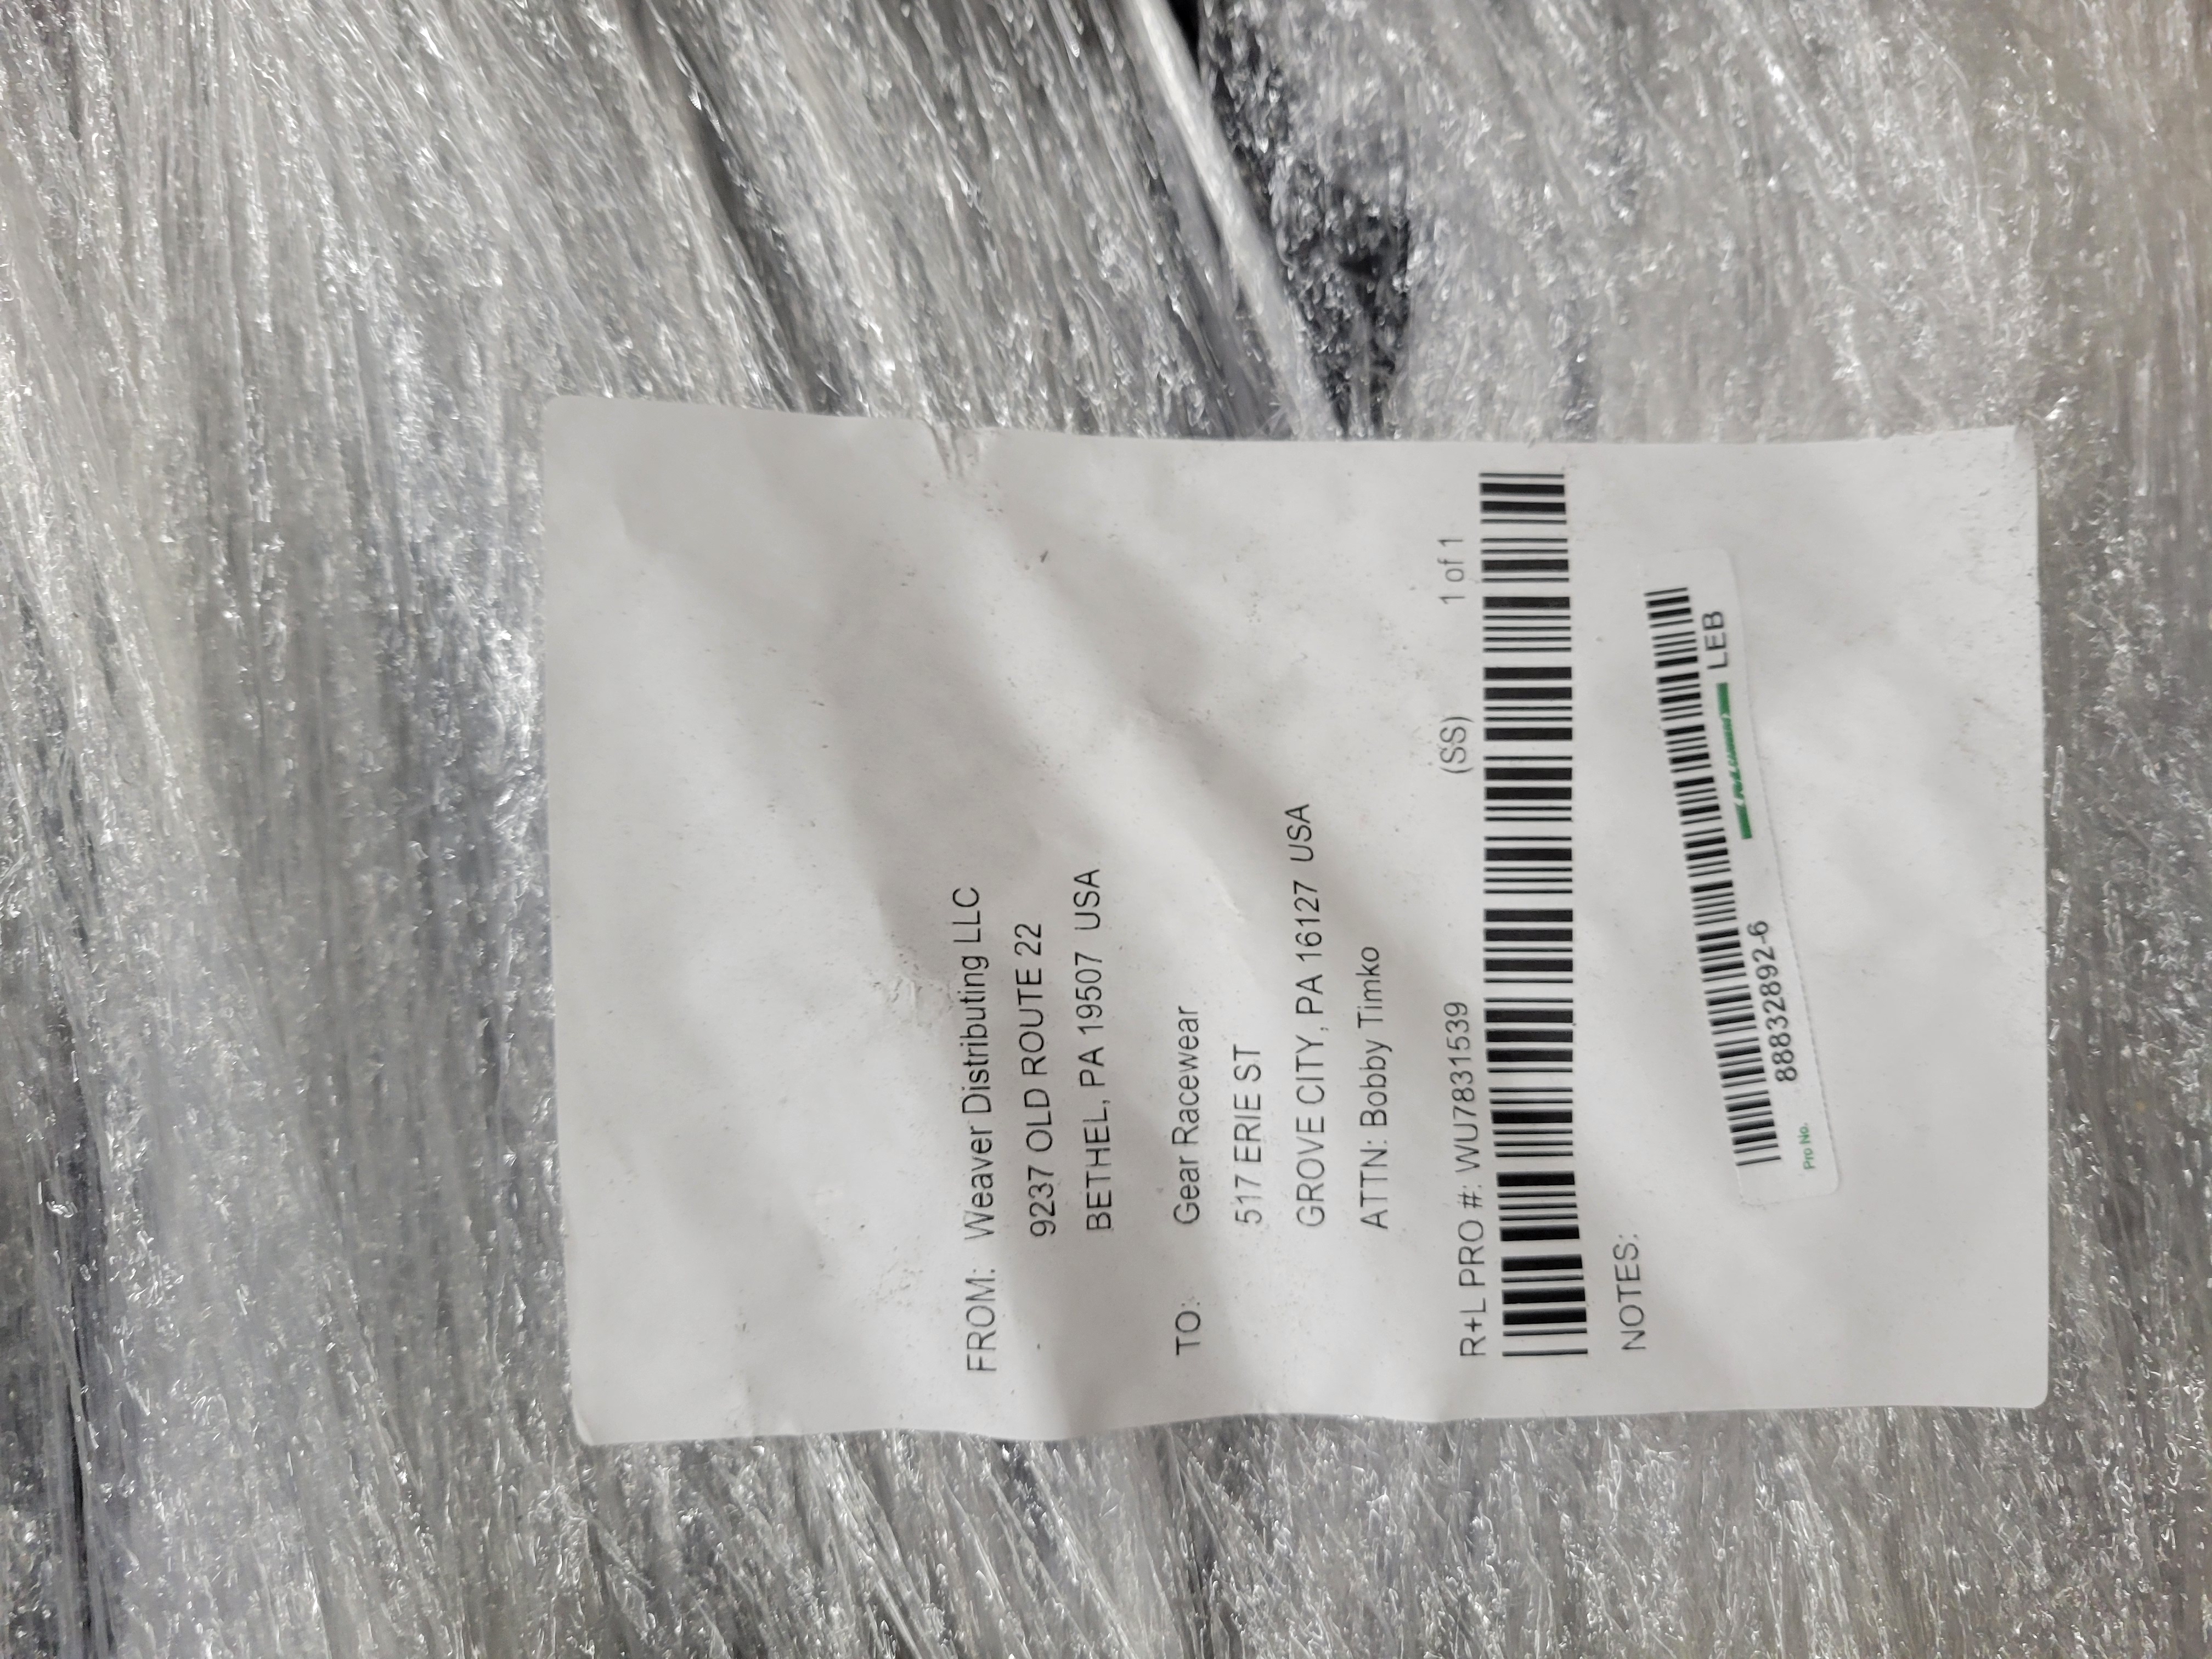 FROM: Weaver Distributing LLC
9237 OLD ROUTE 22
BETHEL, PA 19507 USA
TO: Gear Racewear
517 ERIE ST
GROVE CITY, PA 16127 USA
ATTN: Bobby Timko
(SS) 1 of 1
R+L PRO #: WU7831539
NOTES:
88832892-6
LEB
Pro No.